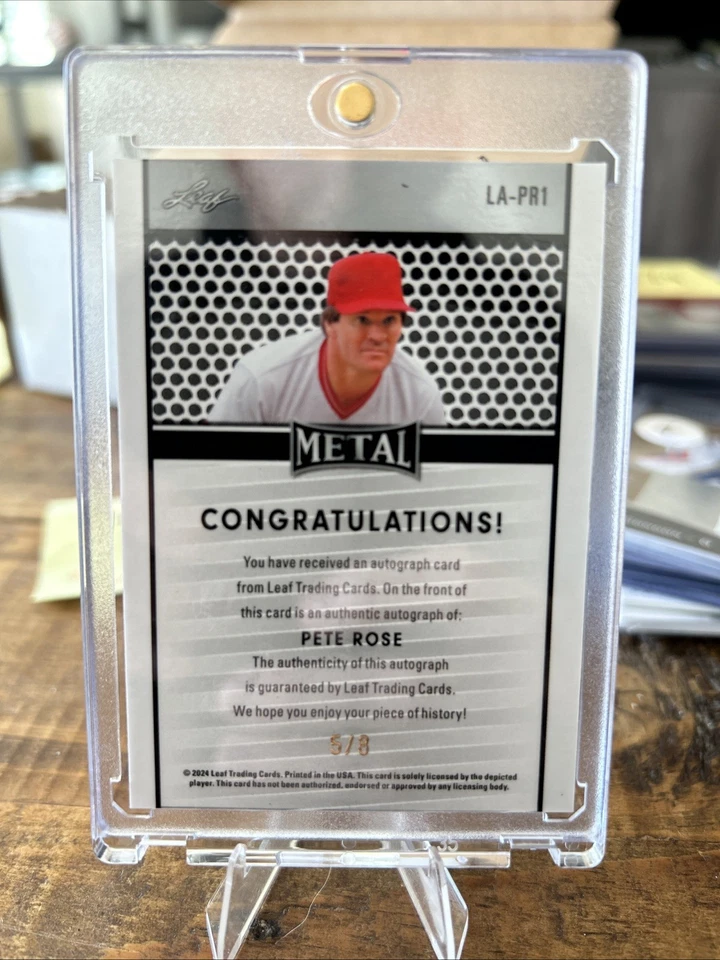 Leaf
LA-PR1
METAL
CONGRATULATIONS!
You have received an autograph card
from Leaf Trading Cards. On the front of
this card is an authentic autograph of:
PETE ROSE
The authenticity of this autograph
is guaranteed by Leaf Trading Cards.
We hope you enjoy your piece of history!
5/8
© 2024 Leaf Trading Cards. Printed in the USA. This card is solely licensed by the depicted
player. This card has not been authorized, endorsed or approved by any licensing body.